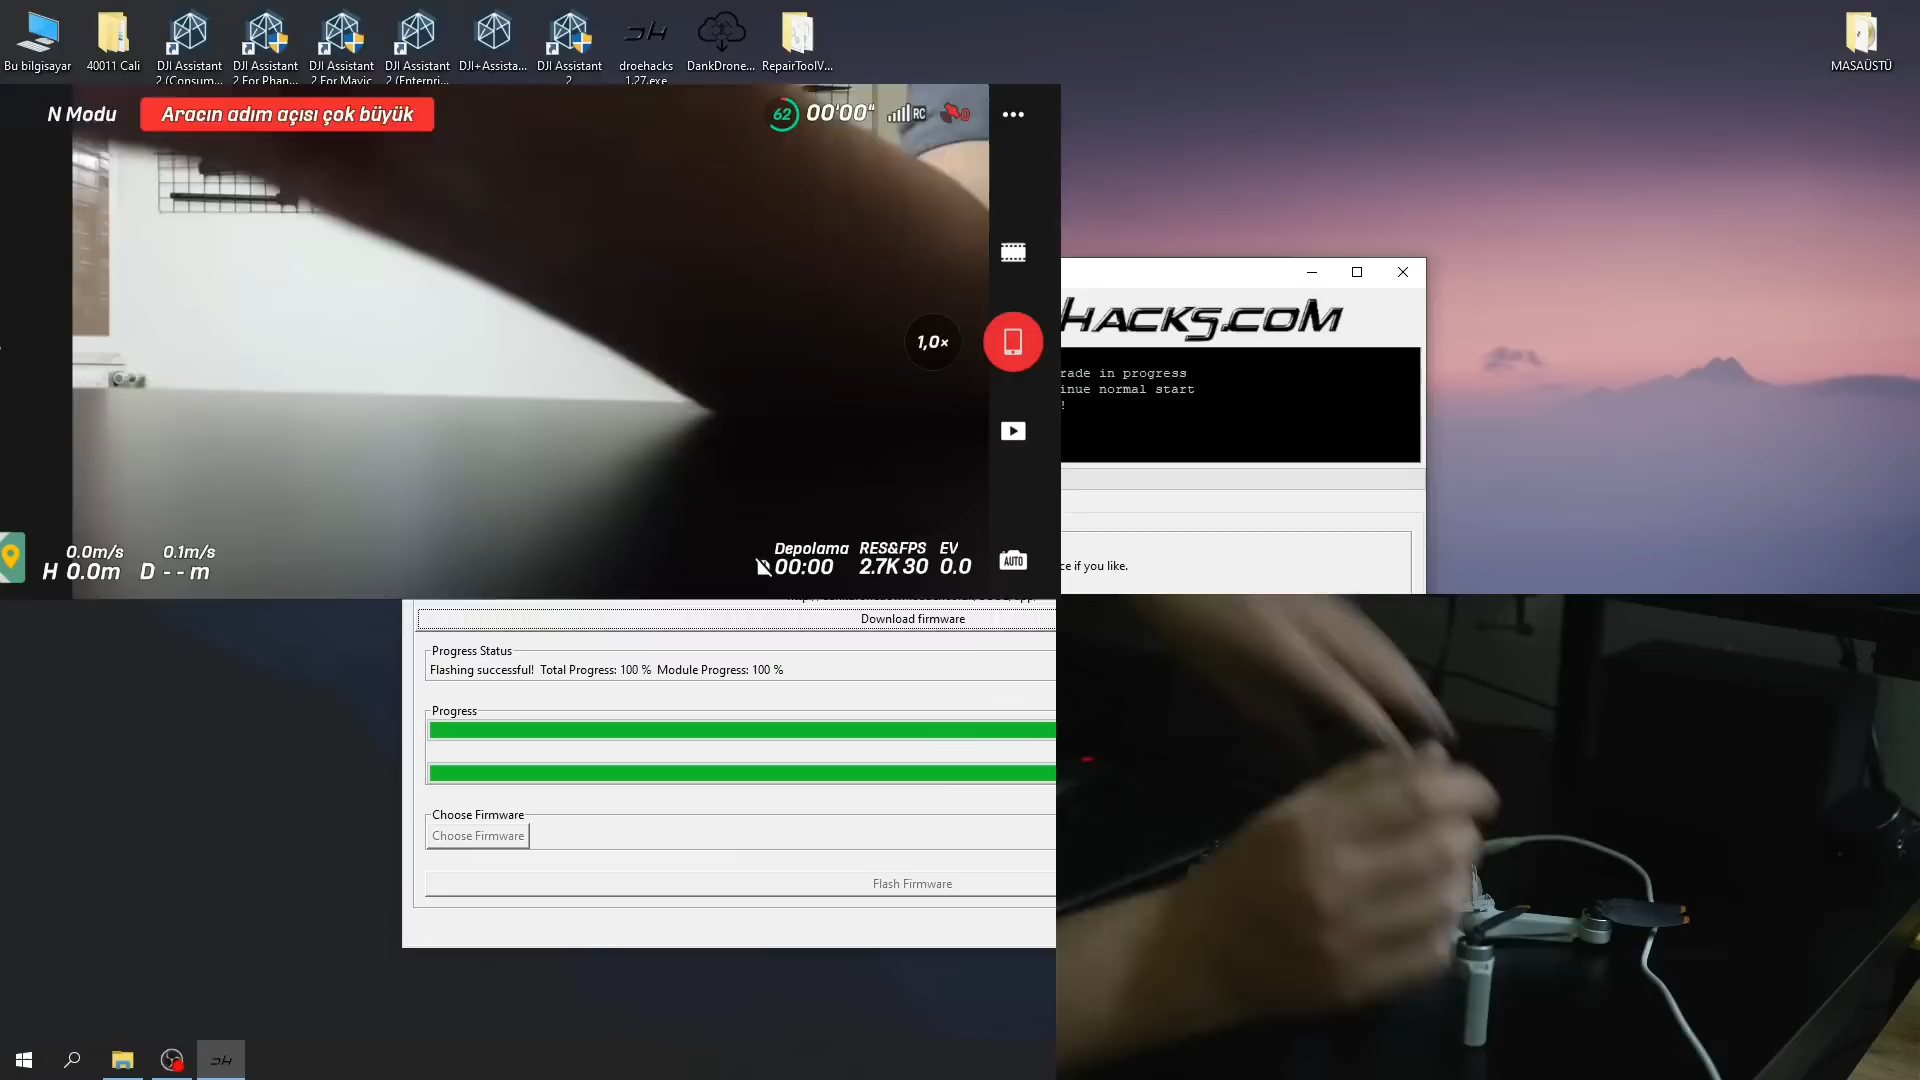 Bu bilgisayar
40011 Cali
DJI Assistant
2 (Consum...
DJI Assistant
2 For Phan...
DJI Assistant
2 For Mavic
DJI Assistant
2 (Enterpri...
DJI+Assista...
DJI Assistant
2
droehacks
1.27.exe
DankDrone...
RepairToolV...
MASAÜSTÜ
N Modu
Aracın adım açısı çok büyük
62
00'00"
RC
0
1,0×
0.0m/s
0.1m/s
H 0.0m
D - - m
Depolama
00:00
RES&FPS
2.7K 30
EV
0.0
AUTO
HACKS.COM
rade in progress
inue normal start
!
ce if you like.
Download firmware
Progress Status
Flashing successful! Total Progress: 100 % Module Progress: 100 %
Progress
Choose Firmware
Choose Firmware
Flash Firmware